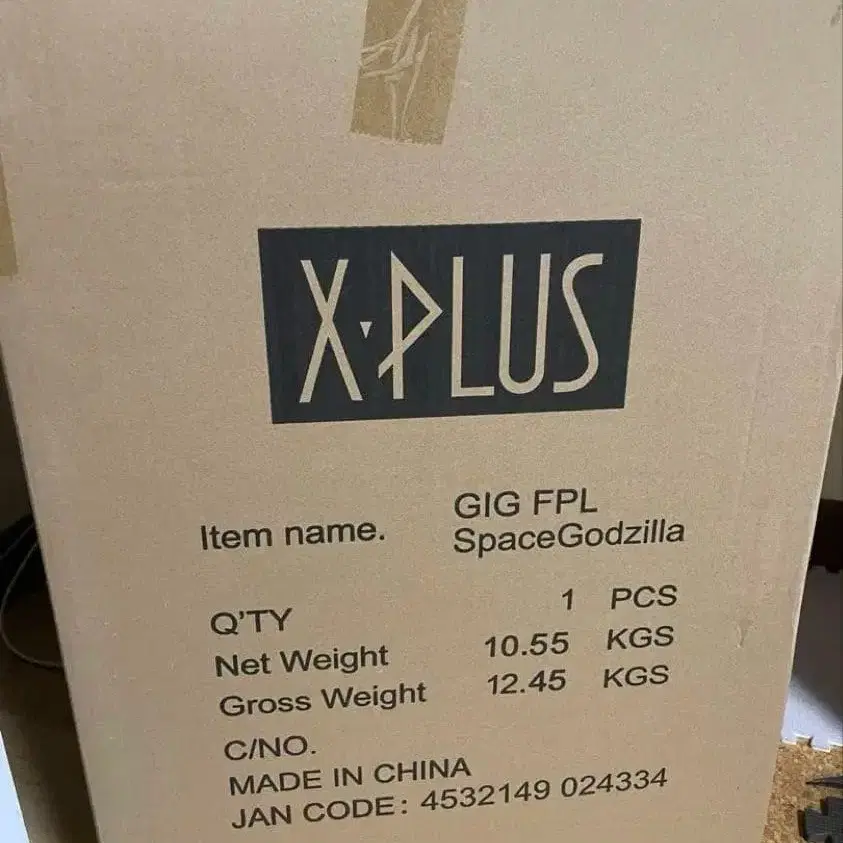 X·PLUS
Item name. GIG FPL
SpaceGodzilla
Q'TY 1 PCS
Net Weight 10.55 KGS
Gross Weight 12.45 KGS
C/NO.
MADE IN CHINA
JAN CODE: 4532149 024334